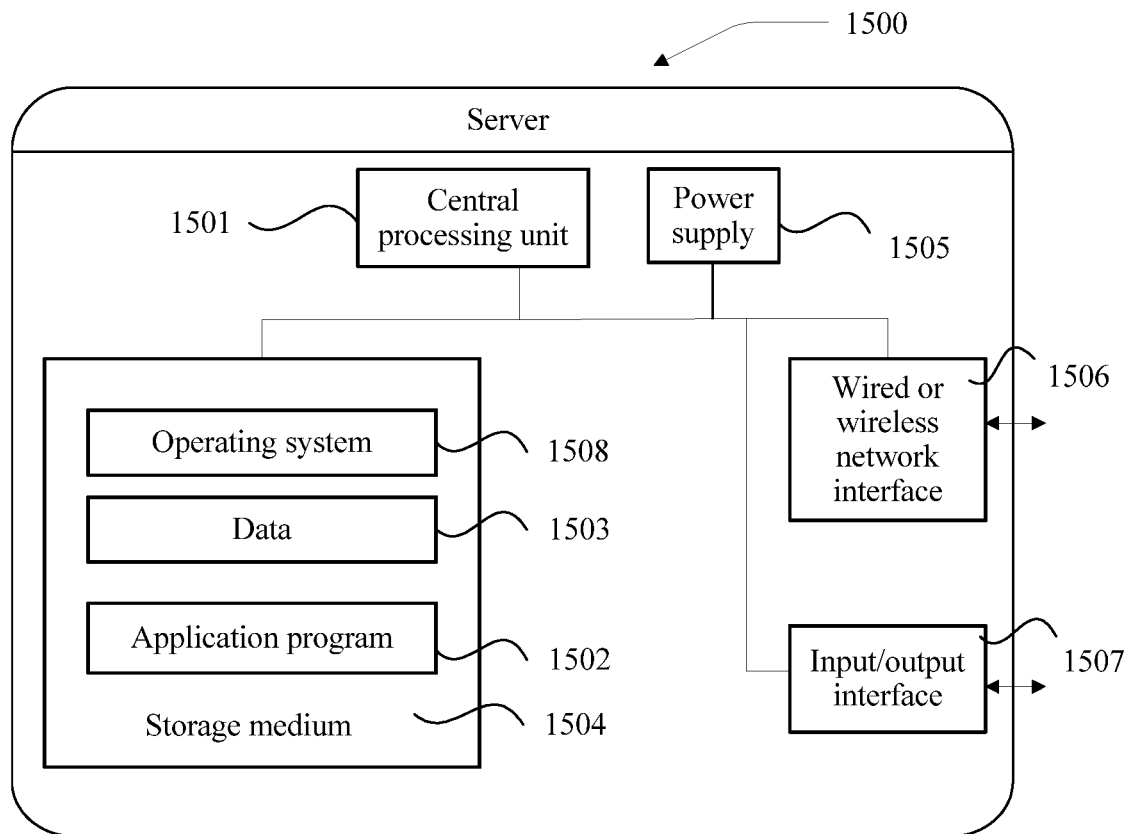 1500
Server
Central
processing unit
1501
Power
supply
1505
Operating system
1508
Data
1503
Application program
1502
Storage medium
1504
Wired or
wireless
network
interface
1506
Input/output
interface
1507